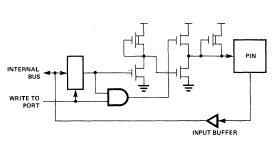 INTERNAL
BUS
PIN
WRITE TO
PORT
INPUT BUFFER